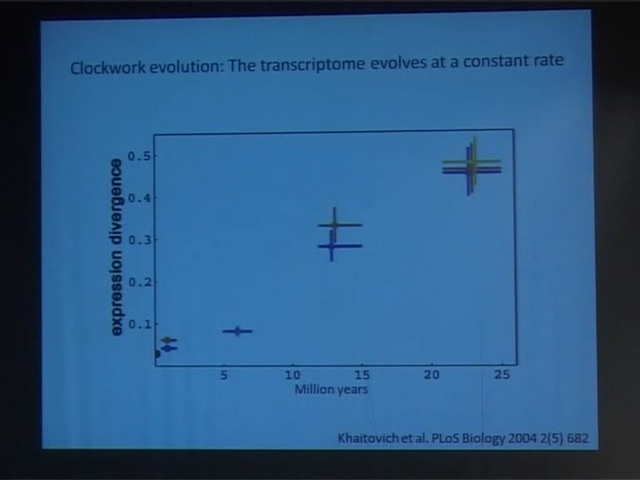 Clockwork evolution: The transcriptome evolves at a constant rate
expression divergence
0.5
0.4
0.3
0.2
0.1
5 10 15 20 25
Million years
Khaitovich et al. PLoS Biology 2004 2(5) 682